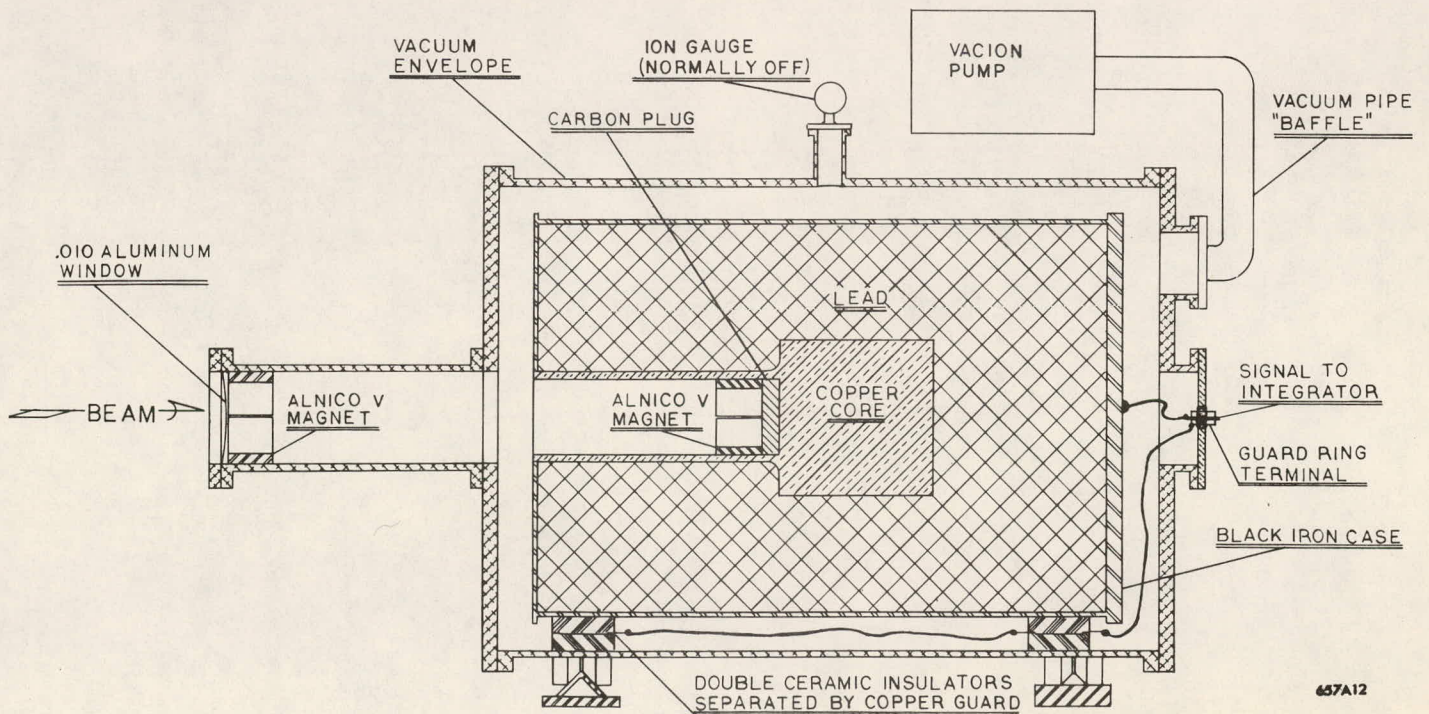 VACUUM
ENVELOPE
ION GAUGE
(NORMALLY OFF)
VACION
PUMP
VACUUM PIPE
"BAFFLE"
CARBON PLUG
.010 ALUMINUM
WINDOW
LEAD
BEAM
ALNICO V
MAGNET
ALNICO V
MAGNET
COPPER
CORE
SIGNAL TO
INTEGRATOR
GUARD RING
TERMINAL
BLACK IRON CASE
DOUBLE CERAMIC INSULATORS
SEPARATED BY COPPER GUARD
657A12